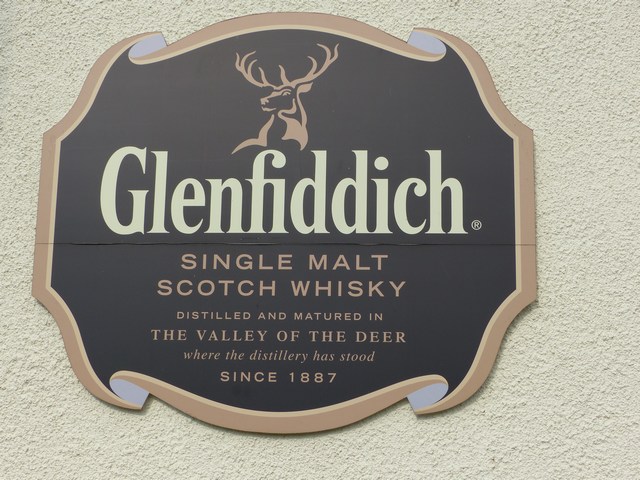 Glenfiddich®
SINGLE MALT
SCOTCH WHISKY
DISTILLED AND MATURED IN
THE VALLEY OF THE DEER
where the distillery has stood
SINCE 1887